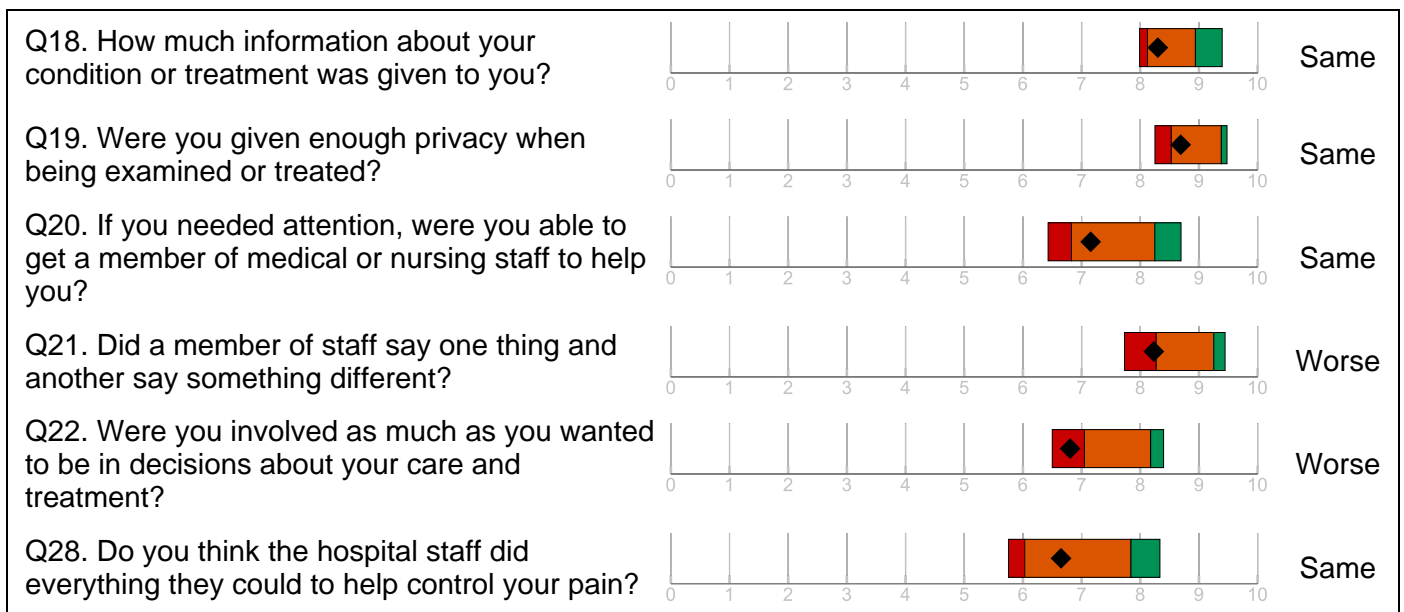 Q18. How much information about your
condition or treatment was given to you?
0 1 2 3 4 5 6 7 8 9 10
Same
Q19. Were you given enough privacy when
being examined or treated?
0 1 2 3 4 5 6 7 8 9 10
Same
Q20. If you needed attention, were you able to
get a member of medical or nursing staff to help
you?
0 1 2 3 4 5 6 7 8 9 10
Same
Q21. Did a member of staff say one thing and
another say something different?
0 1 2 3 4 5 6 7 8 9 10
Worse
Q22. Were you involved as much as you wanted
to be in decisions about your care and
treatment?
0 1 2 3 4 5 6 7 8 9 10
Worse
Q28. Do you think the hospital staff did
everything they could to help control your pain?
0 1 2 3 4 5 6 7 8 9 10
Same